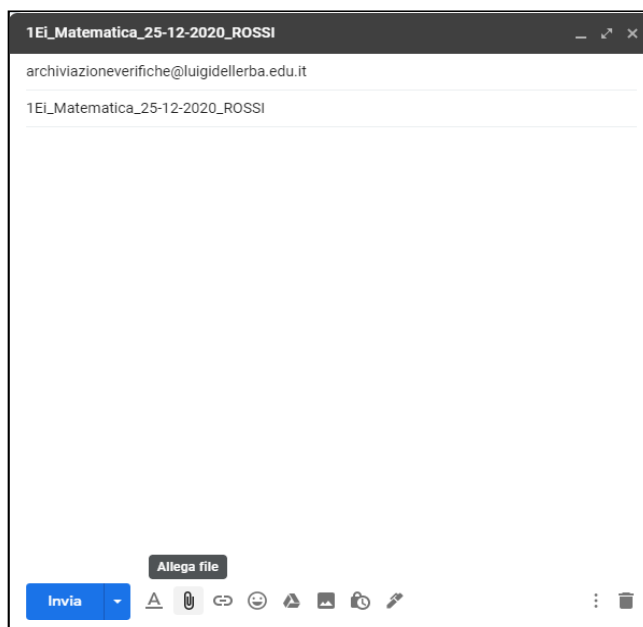 1Ei_Matematica_25-12-2020_ROSSI
archiviazioneverifiche@luigidellerba.edu.it
1Ei_Matematica_25-12-2020_ROSSI
Allega file
Invia